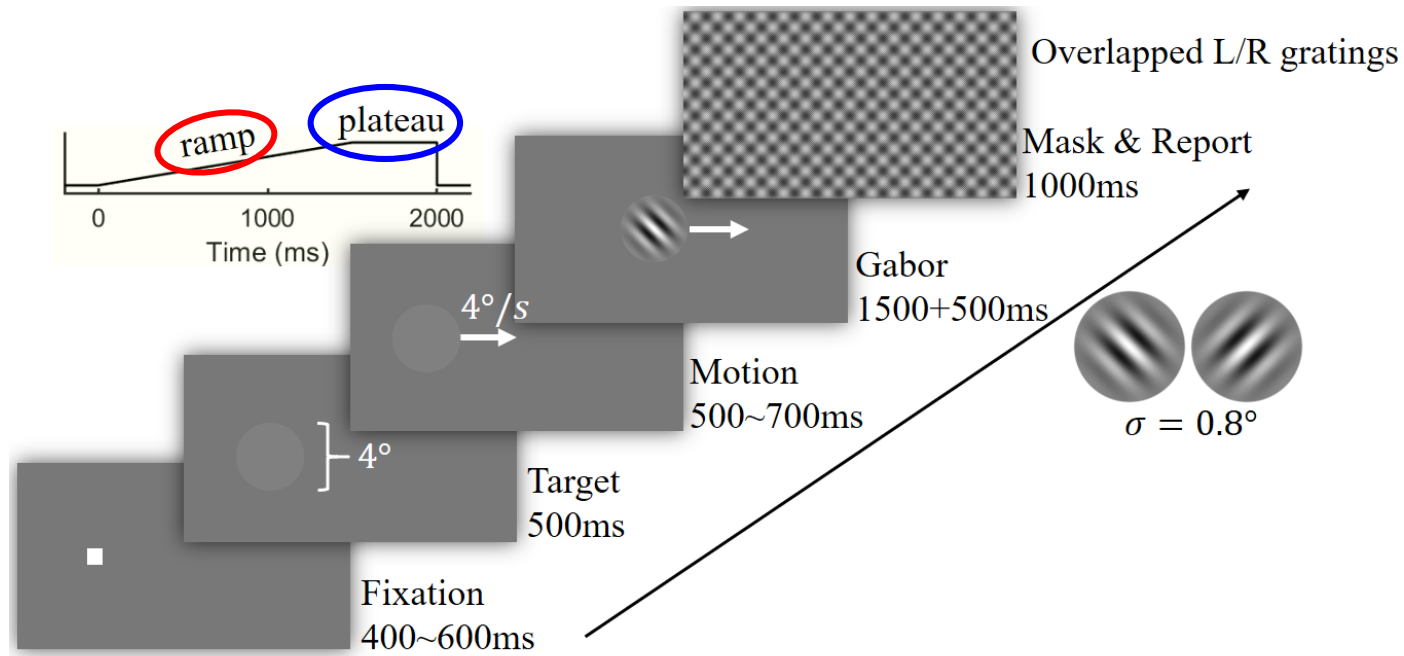 Overlapped L/R gratings
Mask & Report
1000ms
ramp
plateau
0
1000
2000
Time (ms)
Gabor
1500+500ms
4°/s
Motion
500~700ms
4°
Target
500ms
Fixation
400~600ms
σ = 0.8°